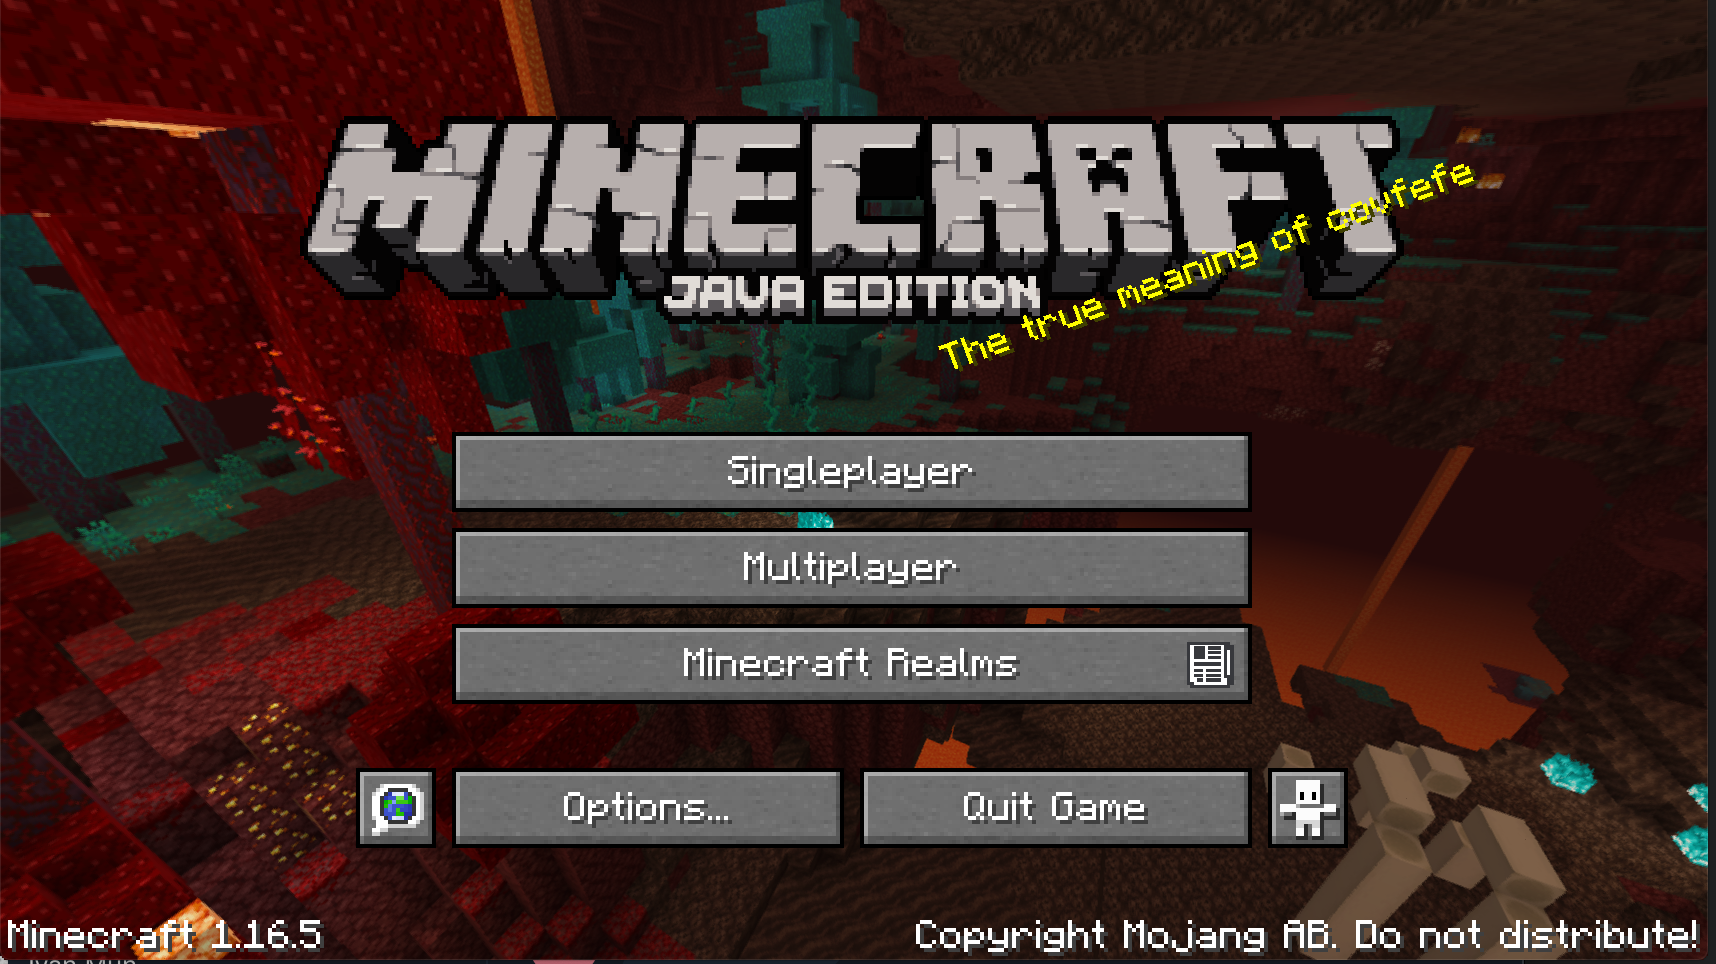 MINECRAFT
JAVA EDITION
The true meaning of covfefe
Singleplayer
Multiplayer
Minecraft Realms
Options...
Quit Game
Minecraft 1.16.5
Copyright Mojang AB. Do not distribute!